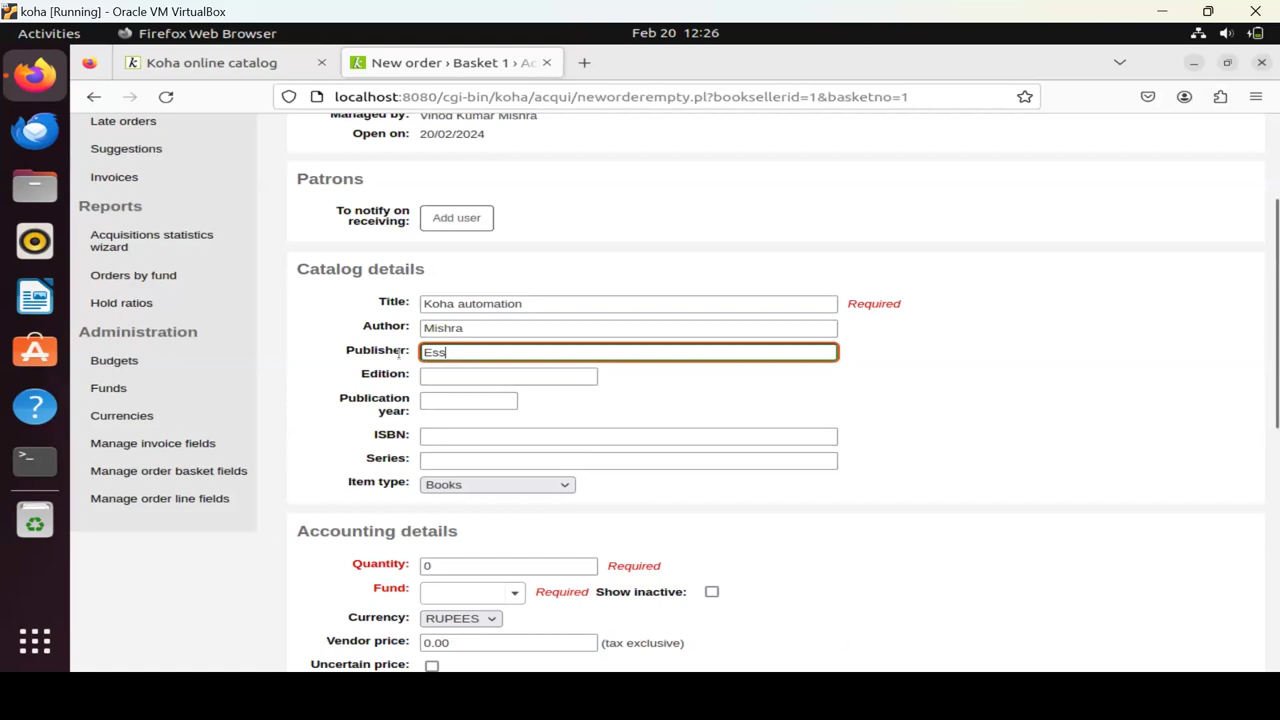 koha [Running] - Oracle VM VirtualBox
Activities Firefox Web Browser Feb 20 12:26
Koha online catalog New order › Basket 1 › Ac
localhost:8080/cgi-bin/koha/acqui/neworderempty.pl?booksellerid=1&basketno=1
Late orders
Suggestions
Invoices
Reports
Acquisitions statistics
wizard
Orders by fund
Hold ratios
Administration
Budgets
Funds
Currencies
Manage invoice fields
Manage order basket fields
Manage order line fields
Managed by: Vinod Kumar Mishra
Open on: 20/02/2024
Patrons
To notify on
receiving: Add user
Catalog details
Title: Koha automation Required
Author: Mishra
Publisher: Ess
Edition:
Publication
year:
ISBN:
Series:
Item type: Books
Accounting details
Quantity: 0 Required
Fund: Required Show inactive:
Currency: RUPEES
Vendor price: 0.00 (tax exclusive)
Uncertain price: